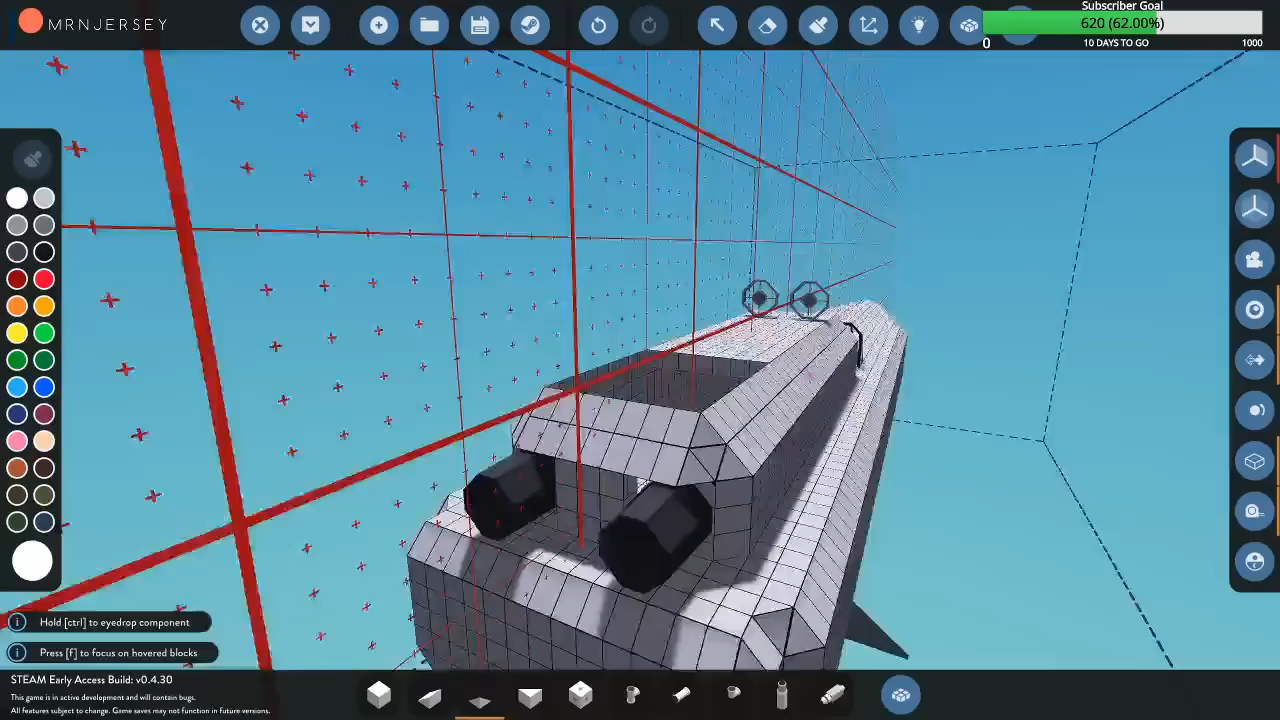 MRNJERSEY
Subscriber Goal
620 (62.00%)
0
10 DAYS TO GO
1000
Hold [ctrl] to eyedrop component
Press [f] to focus on hovered blocks
STEAM Early Access Build: v0.4.30
This game is in active development and will contain bugs.
All features subject to change. Game saves may not function in future versions.